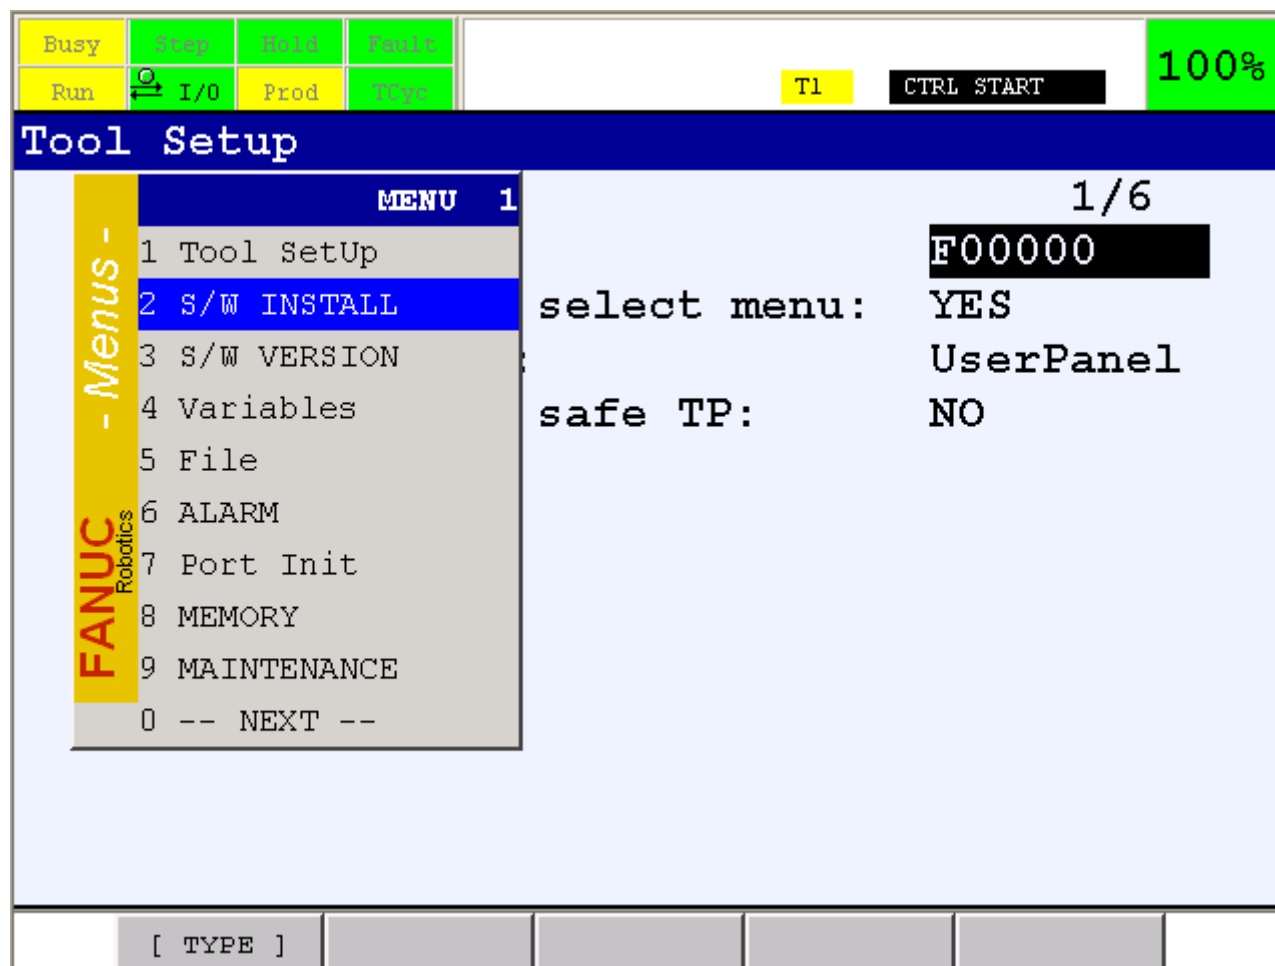 Busy Step Hold Fault
Run I/O Prod TCyc
T1 CTRL START 100%
Tool Setup
1/6
F00000
select menu: YES
: UserPanel
safe TP: NO
- Menus -
FANUC
Robotics
MENU 1
1 Tool SetUp
2 S/W INSTALL
3 S/W VERSION
4 Variables
5 File
6 ALARM
7 Port Init
8 MEMORY
9 MAINTENANCE
0 -- NEXT --
[ TYPE ]